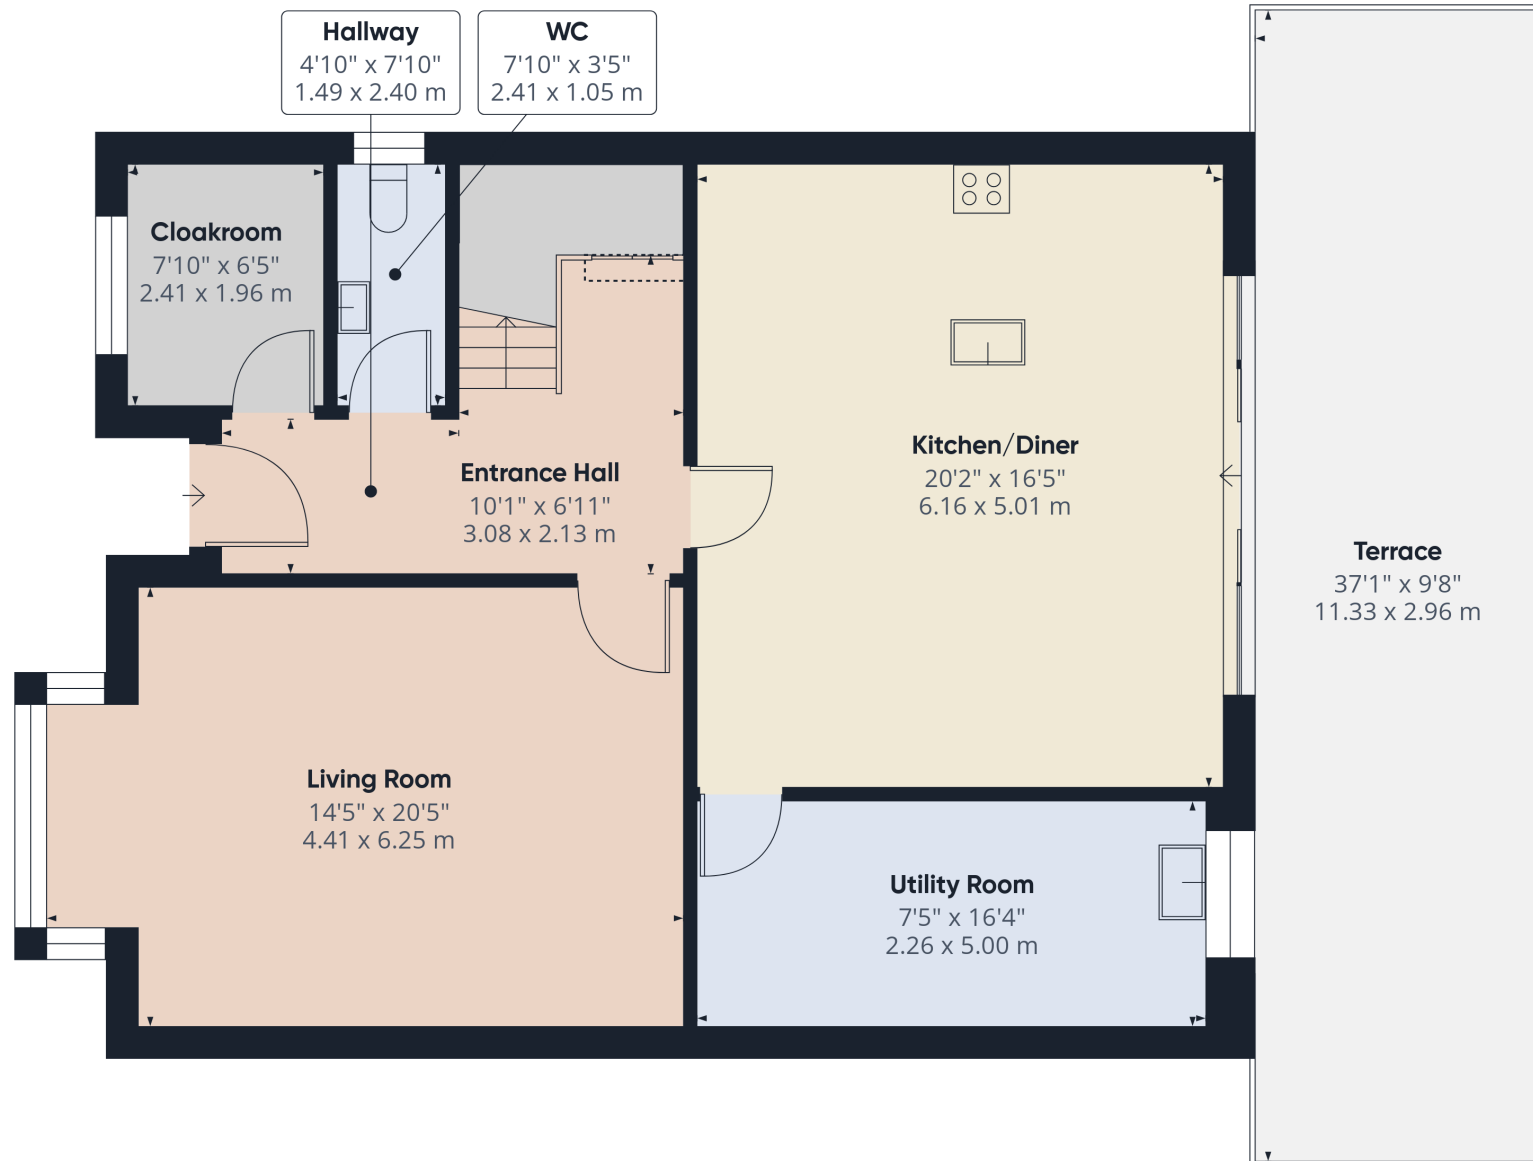 Hallway
4'10" x 7'10"
1.49 x 2.40 m
WC
7'10" x 3'5"
2.41 x 1.05 m
Cloakroom
7'10" x 6'5"
2.41 x 1.96 m
Entrance Hall
10'1" x 6'11"
3.08 x 2.13 m
Kitchen/Diner
20'2" x 16'5"
6.16 x 5.01 m
Terrace
37'1" x 9'8"
11.33 x 2.96 m
Living Room
14'5" x 20'5"
4.41 x 6.25 m
Utility Room
7'5" x 16'4"
2.26 x 5.00 m